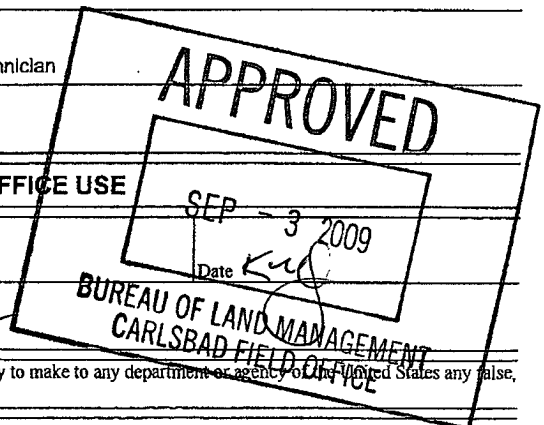 hnician
APPROVED
FFICE USE
SEP - 3 2009
Date
BUREAU OF LAND MANAGEMENT
CARLSBAD FIELD OFFICE
y to make to any department or agency of the United States any false,